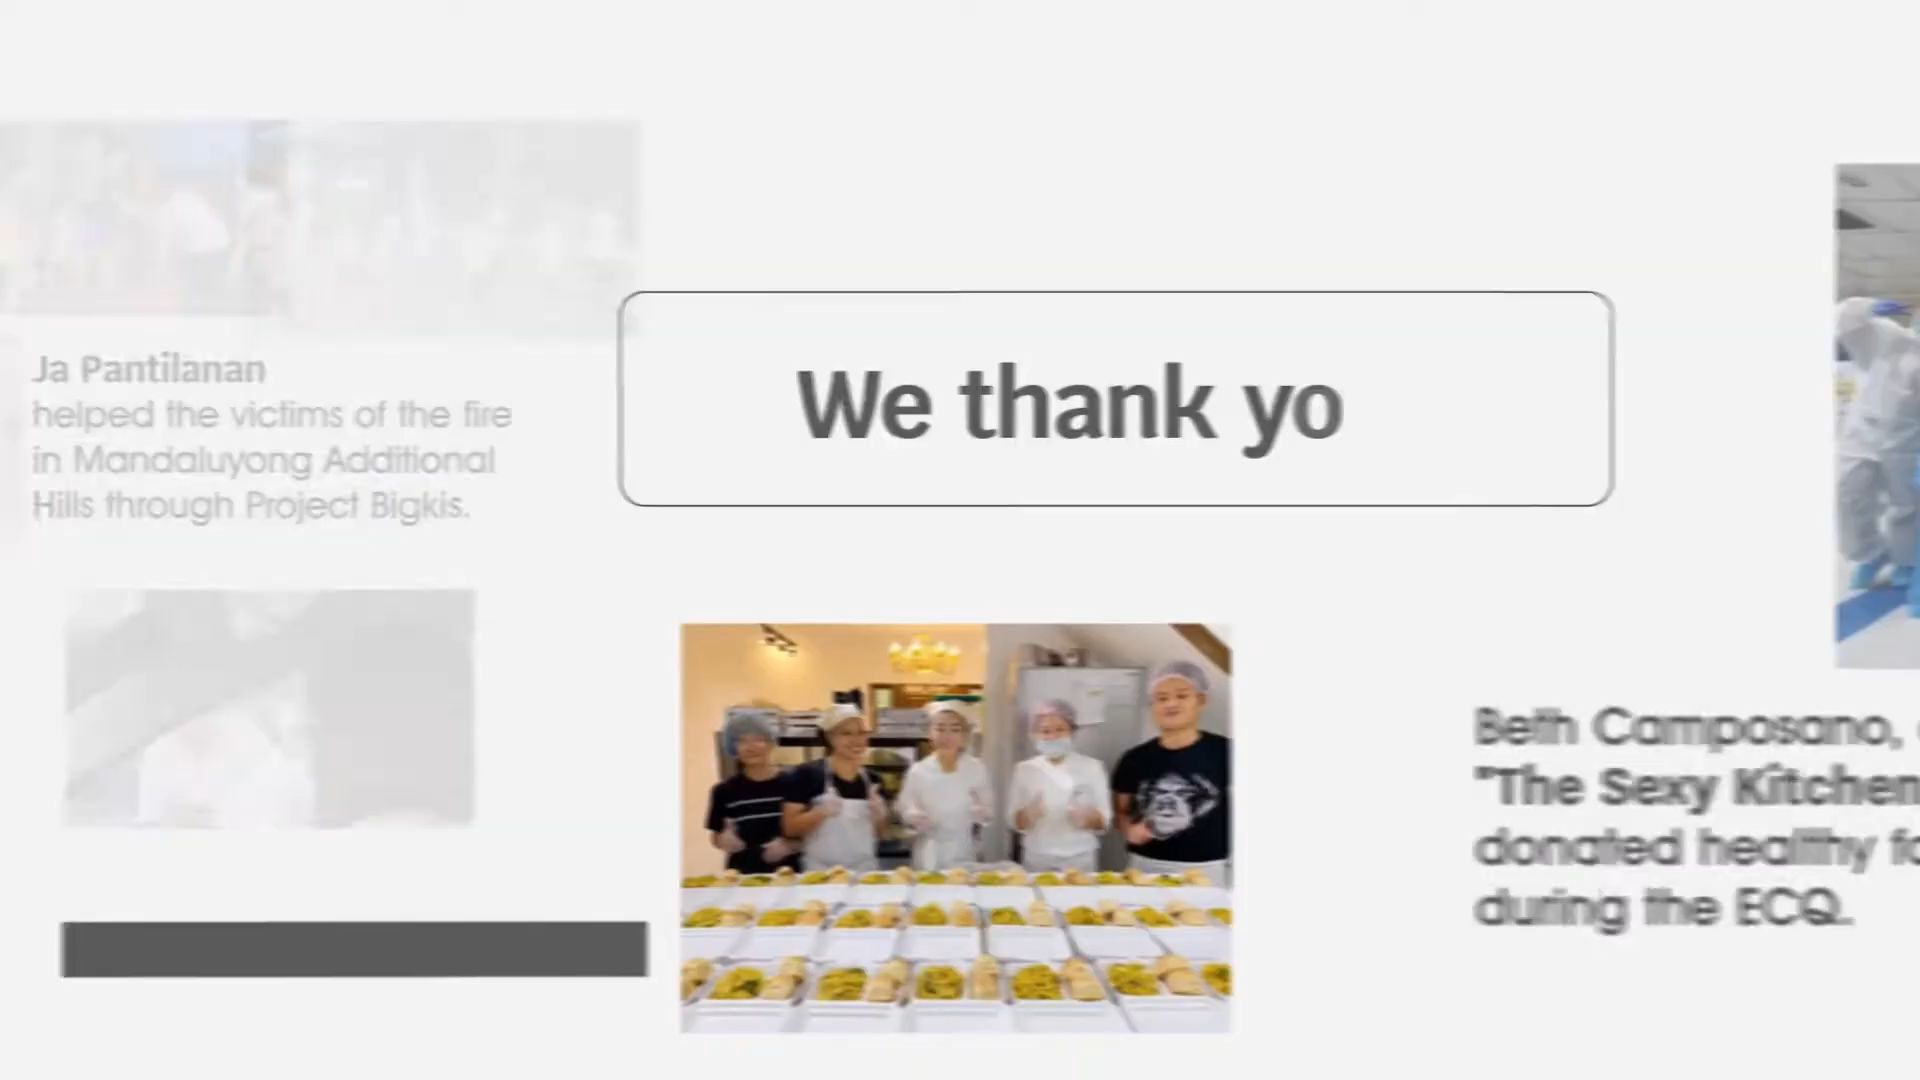 Ja Pantilanan
helped the victims of the fire
in Mandaluyong Additional
Hills through Project Bigkis.
We thank yo
Beth Camposano,
"The Sexy Kitchen
donated healthy
during the ECQ.